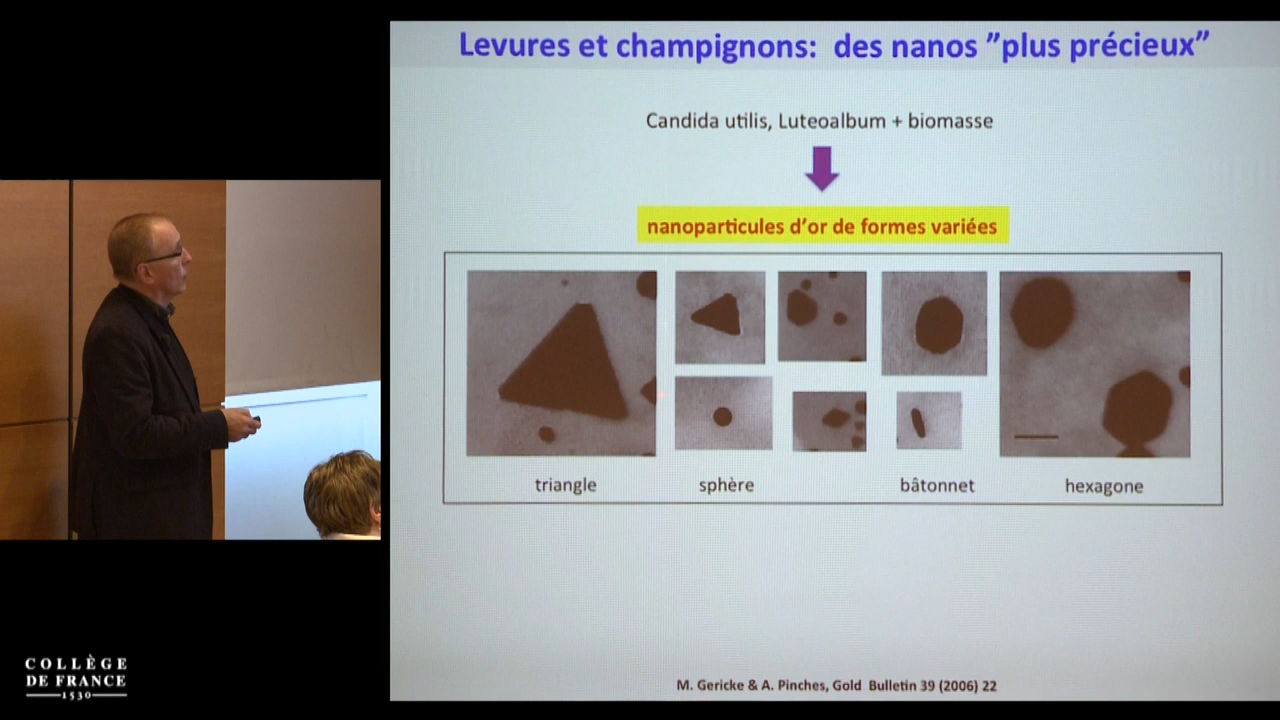 Levures et champignons: des nanos ”plus précieux”
Candida utilis, Luteoalbum + biomasse
nanoparticules d’or de formes variées
triangle
sphère
bâtonnet
hexagone
M. Gericke & A. Pinches, Gold Bulletin 39 (2006) 22
COLLÈGE
DE FRANCE
1530